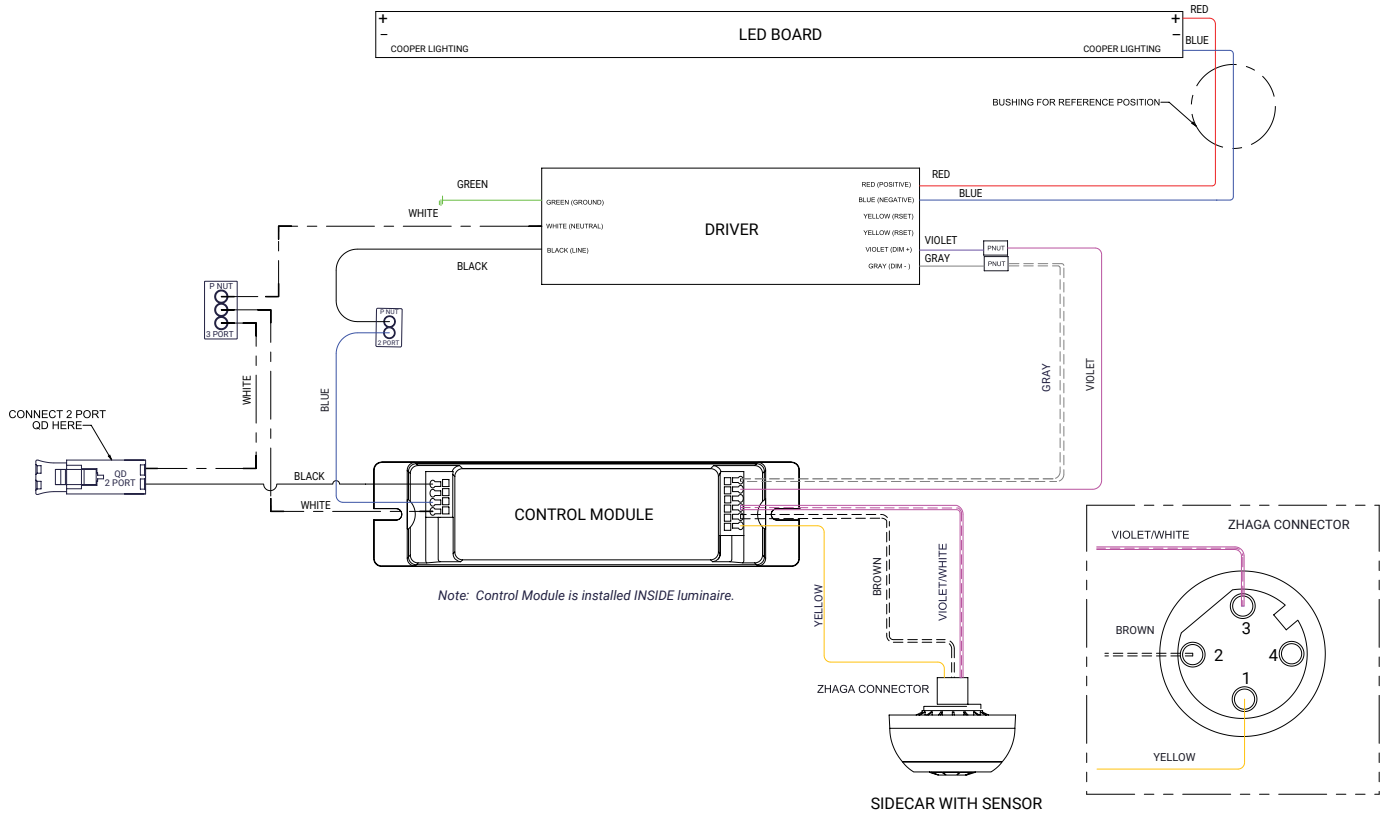 RED
+
+
LED BOARD
–
–
BLUE
COOPER LIGHTING
COOPER LIGHTING
BUSHING FOR REFERENCE POSITION
GREEN
RED
RED (POSITIVE)
BLUE
GREEN (GROUND)
BLUE (NEGATIVE)
WHITE
YELLOW (RSET)
WHITE (NEUTRAL)
DRIVER
YELLOW (RSET)
VIOLET
BLACK (LINE)
VIOLET (DIM +)
PNUT
BLACK
GRAY (DIM - )
GRAY
PNUT
P NUT
3 PORT
P NUT
2 PORT
WHITE
BLUE
GRAY
VIOLET
CONNECT 2 PORT
QD HERE
QD
2 PORT
BLACK
WHITE
CONTROL MODULE
Note: Control Module is installed INSIDE luminaire.
YELLOW
BROWN
VIOLET/WHITE
ZHAGA CONNECTOR
SIDECAR WITH SENSOR
ZHAGA CONNECTOR
VIOLET/WHITE
3
BROWN
2
4
1
YELLOW